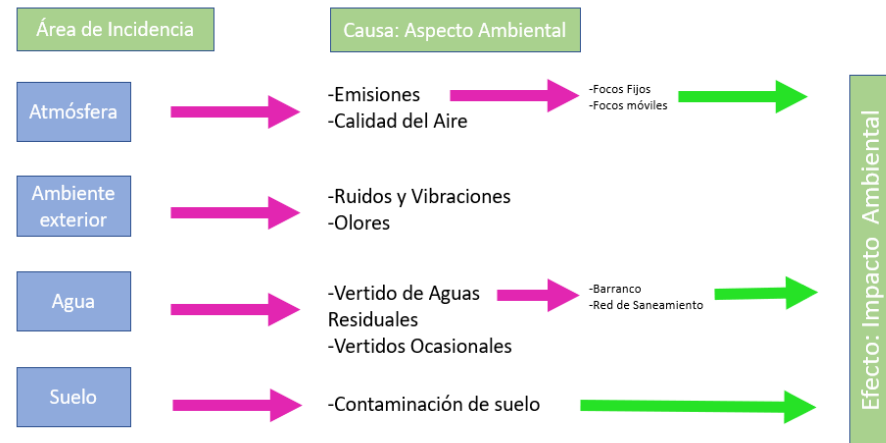 Área de Incidencia
Causa: Aspecto Ambiental
Atmósfera
-Emisiones
-Calidad del Aire
-Focos Fijos
-Focos móviles
Ambiente
exterior
-Ruidos y Vibraciones
-Olores
Agua
-Vertido de Aguas
Residuales
-Vertidos Ocasionales
-Barranco
-Red de Saneamiento
Suelo
-Contaminación de suelo
Efecto: Impacto Ambiental